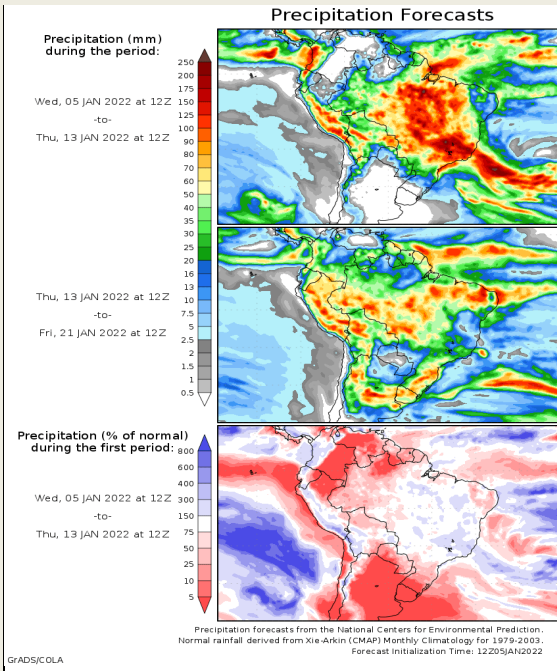 Precipitation Forecasts
Precipitation (mm)
during the period:
Wed, 05 JAN 2022 at 12Z
-to-
Thu, 13 JAN 2022 at 12Z
250
200
175
150
125
100
90
80
70
60
50
40
35
30
25
20
16
13
10
7.5
5
2.5
2
1.5
1
0.5
Thu, 13 JAN 2022 at 12Z
-to-
Fri, 21 JAN 2022 at 12Z
Precipitation (% of normal)
during the first period:
Wed, 05 JAN 2022 at 12Z
-to-
Thu, 13 JAN 2022 at 12Z
800
600
400
300
150
75
50
25
10
5
Precipitation forecasts from the National Centers for Environmental Prediction.
Normal rainfall derived from Xie-Arkin (CMAP) Monthly Climatology for 1979-2003.
Forecast Initialization Time: 12Z05JAN2022
GrADS/COLA